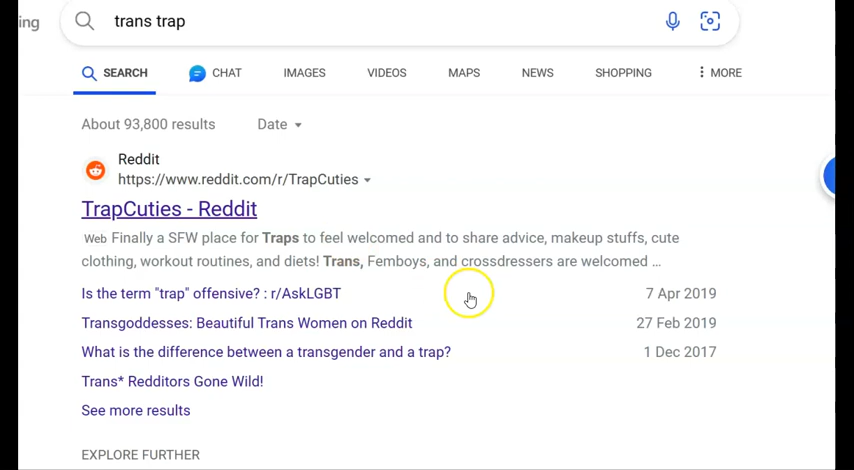 ing
trans trap
SEARCH CHAT IMAGES VIDEOS MAPS NEWS SHOPPING MORE
About 93,800 results Date
Reddit
https://www.reddit.com/r/TrapCuties
TrapCuties - Reddit
Web Finally a SFW place for Traps to feel welcomed and to share advice, makeup stuffs, cute
clothing, workout routines, and diets! Trans, Femboys, and crossdressers are welcomed ...
Is the term "trap" offensive? : r/AskLGBT 7 Apr 2019
Transgoddesses: Beautiful Trans Women on Reddit 27 Feb 2019
What is the difference between a transgender and a trap? 1 Dec 2017
Trans* Redditors Gone Wild!
See more results
EXPLORE FURTHER